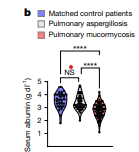 b
Matched control patients
Pulmonary aspergillosis
Pulmonary mucormycosis
****
****
NS
Serum albumin (g dl⁻¹)
5
4
3
2
1